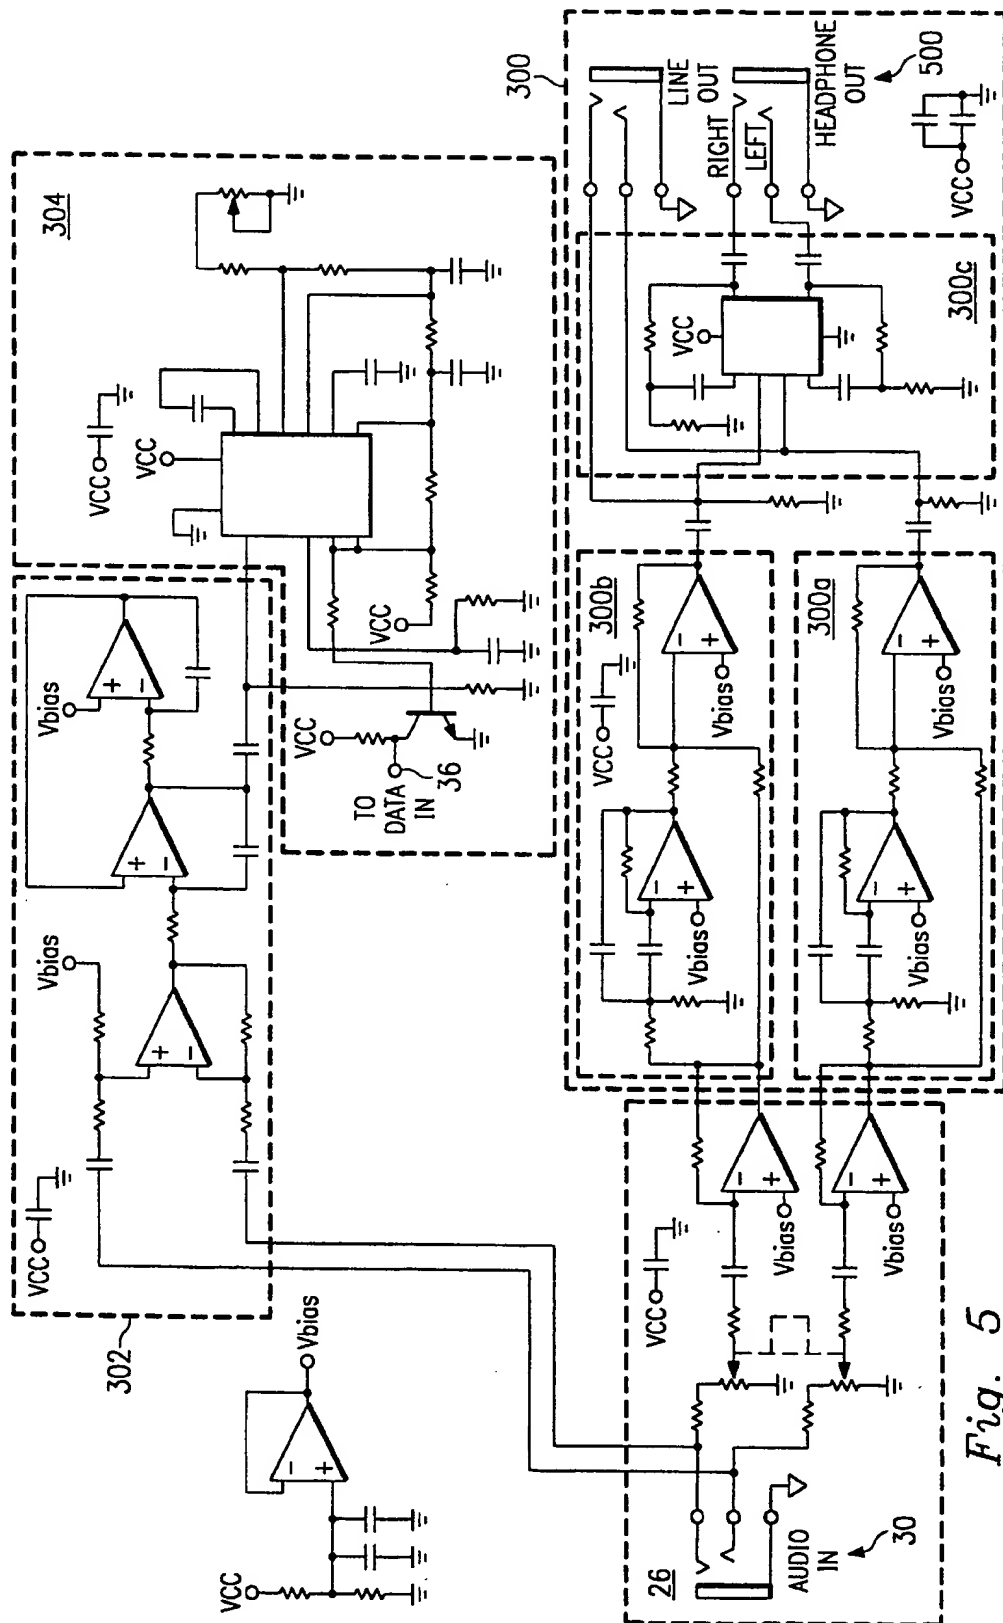 VCC
Vbias
Vbias
VCC
VCC
304
302
Vbias
VCC
TO
DATA
IN
36
VCC
VCC
300
300b
VCC
Vbias
Vbias
VCC
LINE OUT
RIGHT
LEFT
26
AUDIO
IN
30
VCC
Vbias
Vbias
300a
Vbias
Vbias
300c
HEADPHONE
OUT
500
VCC
Fig. 5